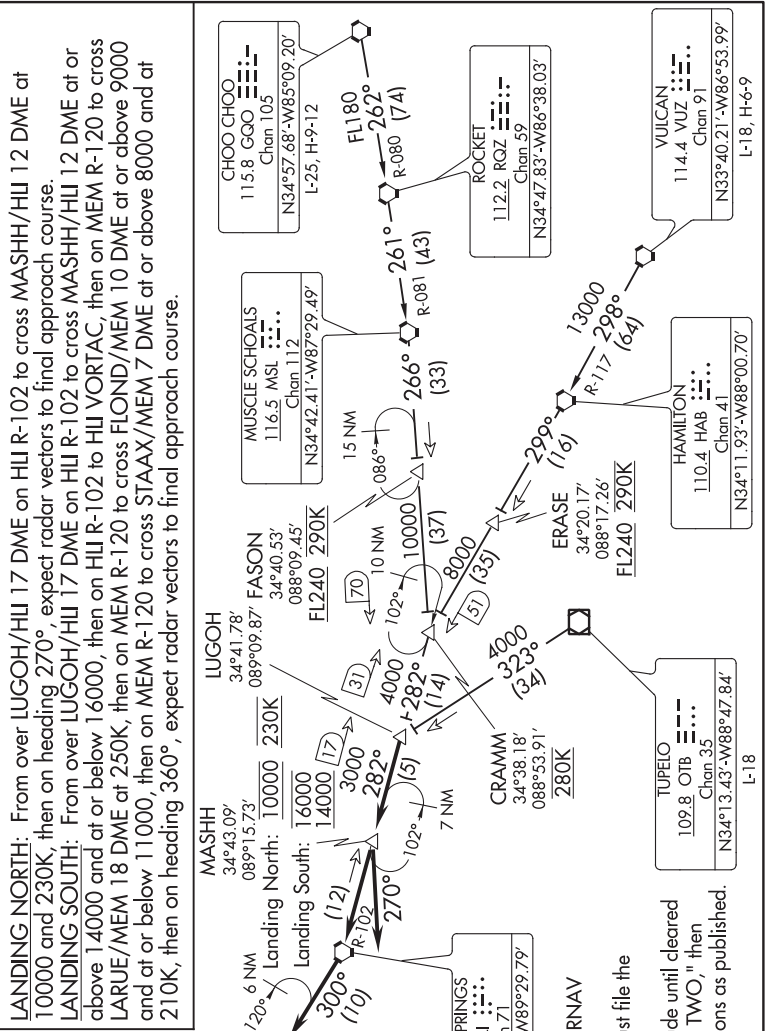 LANDING NORTH: From over LUGOH/HLI 17 DME on HLI R-102 to cross MASHH/HLI 12 DME at
10000 and 230K, then on heading 270°, expect radar vectors to final approach course.
LANDING SOUTH: From over LUGOH/HLI 17 DME on HLI R-102 to cross MASHH/HLI 12 DME at or
above 14000 and at or below 16000, then on HLI R-102 to HLI VORTAC, then on MEM R-120 to cross
LARUE/MEM 18 DME at 250K, then on MEM R-120 to cross FLOND/MEM 10 DME at or above 9000
and at or below 11000, then on MEM R-120 to cross STAAX/MEM 7 DME at or above 8000 and at
210K, then on heading 360°, expect radar vectors to final approach course.
CHOO CHOO
115.8 GQO
Chan 105
N34°57.68'-W85°09.20'
L-25, H-9-12
FL180
262°
(74)
R-080
ROCKET
112.2 RQZ
Chan 59
N34°47.83'-W86°38.03'
261°
(43)
R-081
MUSCLE SCHOALS
116.5 MSL
Chan 112
N34°42.41'-W87°29.49'
266°
(33)
15 NM
086°
FASON
34°40.53'
088°09.45'
FL240 290K
10000
(37)
70
VULCAN
114.4 VUZ
Chan 91
N33°40.21'-W86°53.99'
L-18, H-6-9
13000
298°
(64)
R-117
HAMILTON
110.4 HAB
Chan 41
N34°11.93'-W88°00.70'
299°
(16)
ERASE
34°20.17'
088°17.26'
FL240 290K
8000
(35)
51
10 NM
102°
CRAMM
34°38.18'
088°53.91'
280K
31
4000
282°
(14)
TUPELO
109.8 OTB
Chan 35
N34°13.43'-W88°47.84'
L-18
4000
323°
(34)
LUGOH
34°41.78'
089°09.87'
17
3000
282°
(5)
MASHH
34°43.09'
089°15.73'
Landing North: 10000 230K
Landing South: 16000
14000
102°
7 NM
(12)
R-102
270°
120°
6 NM
300°
(10)
PRINGS
71
W89°29.79'
RNAV
st file the
de until cleared
TWO," then
ons as published.